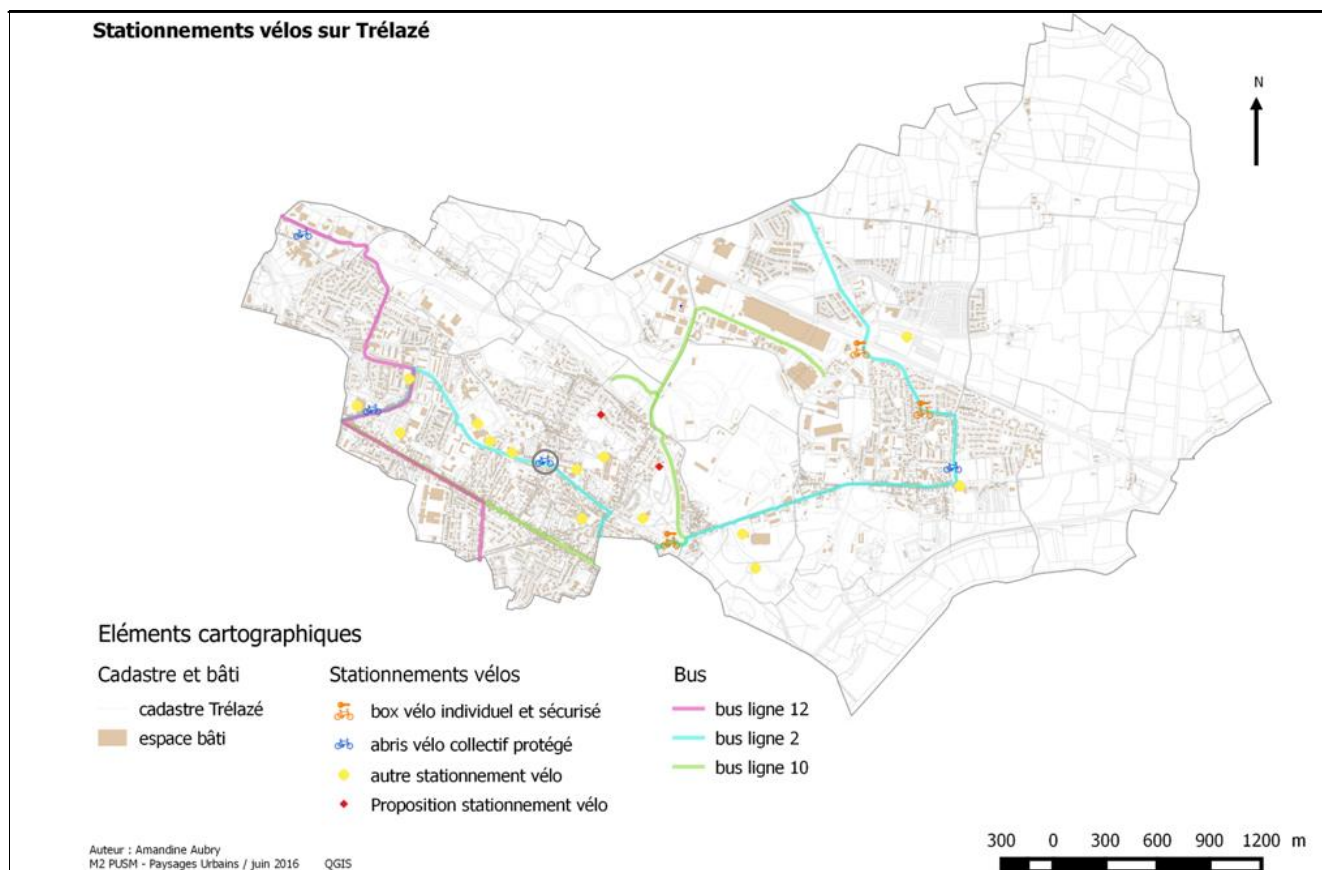 Stationnements vélos sur Trélazé
N
Eléments cartographiques
Cadastre et bâti
cadastre Trélazé
espace bâti
Stationnements vélos
box vélo individuel et sécurisé
abris vélo collectif protégé
autre stationnement vélo
Proposition stationnement vélo
Bus
bus ligne 12
bus ligne 2
bus ligne 10
Auteur : Amandine Aubry
M2 PUSM - Paysages Urbains / juin 2016 QGIS
300 0 300 600 900 1200 m